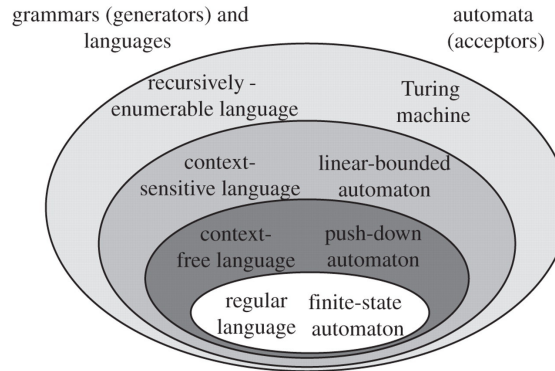 grammars (generators) and
languages
automata
(acceptors)
recursively -
enumerable language
Turing
machine
context-
sensitive language
linear-bounded
automaton
context-
free language
push-down
automaton
regular
language
finite-state
automaton